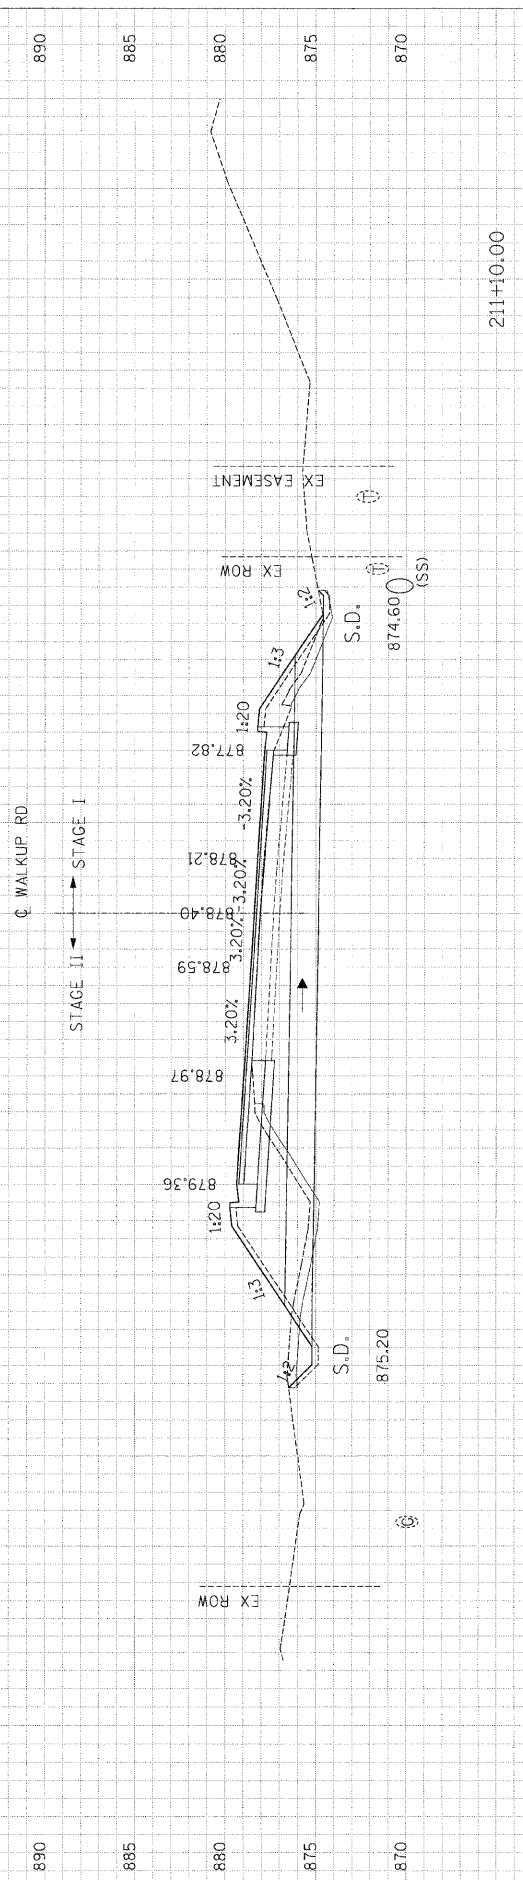 890
885
880
875
870
211+10.00
EX EASEMENT
T
EX ROW
T
(SS)
874.60
S.D.
1:2
1:3
1:20
877.82
-3.20%
878.21
-3.20%
878.40
℄ WALKUP RD
STAGE II STAGE I
3.20%
878.59
3.20%
878.97
879.36
1:20
1:3
1:2
S.D.
875.20
G
EX ROW
890
885
880
875
870